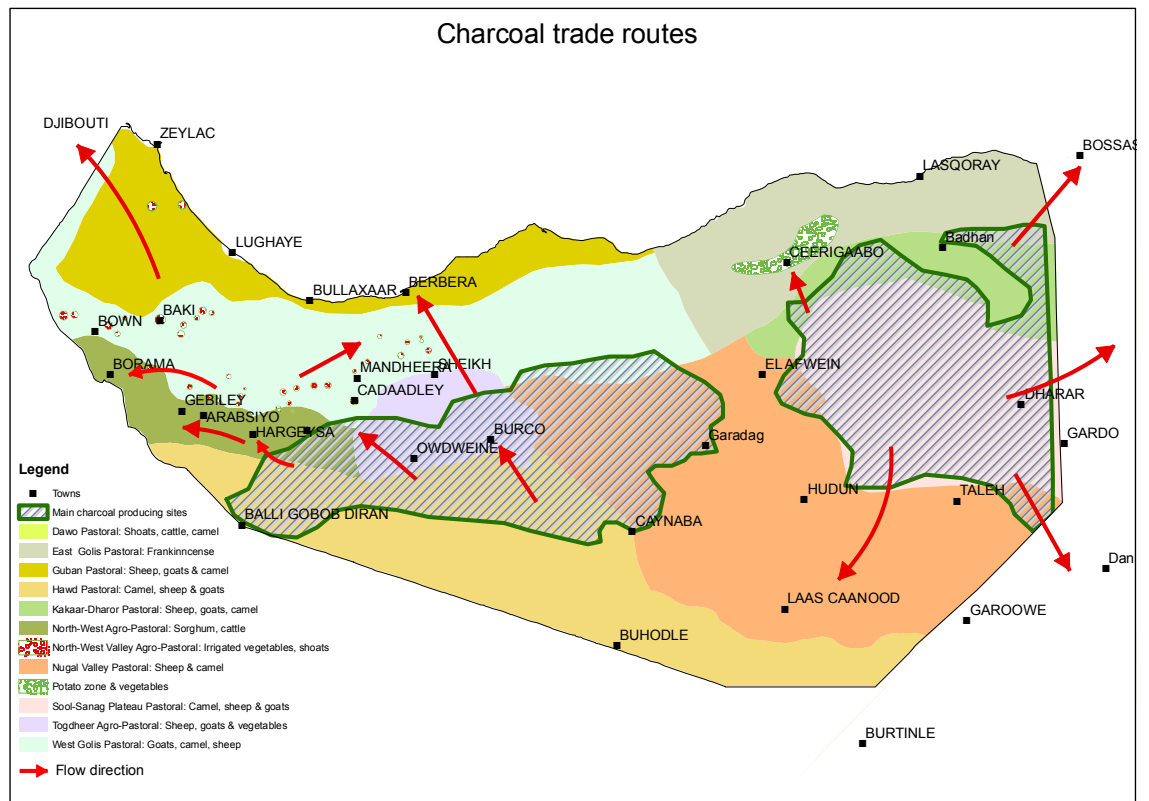 Charcoal trade routes
DJIBOUTI
ZEYLAC
BOSSAS
LASQORAY
LUGHAYE
Badhan
CEERIGAABO
BULLAXAAR
BERBERA
BAKI
BOWN
BORAMA
MANDHEERA
SHEIKH
EL AFWEIN
CADAADLEY
DHARAR
GEBILEY
ARABSIYO
HARGEYSA
BURCO
Garadag
GARDO
OWDWEINE
HUDUN
TALEH
BALLI GOBOB DIRAN
CAYNABA
Dan
LAAS CAANOOD
GAROOWE
BUHODLE
BURTINLE
Legend
Towns
Main charcoal producing sites
Dawo Pastoral: Shoats, cattle, camel
East Golis Pastoral: Frankinncense
Guban Pastoral: Sheep, goats & camel
Hawd Pastoral: Camel, sheep & goats
Kakaar-Dharor Pastoral: Sheep, goats, camel
North-West Agro-Pastoral: Sorghum, cattle
North-West Valley Agro-Pastoral: Irrigated vegetables, shoats
Nugal Valley Pastoral: Sheep & camel
Potato zone & vegetables
Sool-Sanag Plateau Pastoral: Camel, sheep & goats
Togdheer Agro-Pastoral: Sheep, goats & vegetables
West Golis Pastoral: Goats, camel, sheep
Flow direction